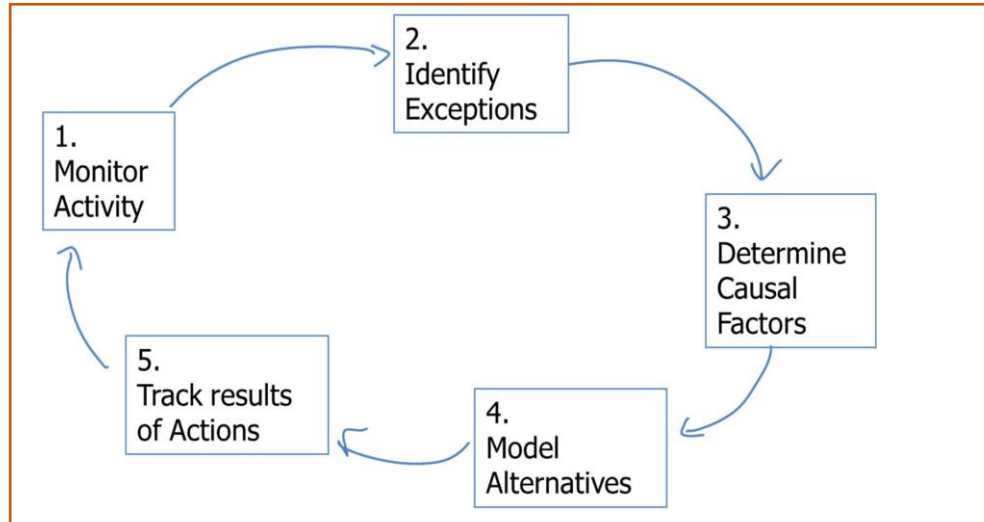 1.
Monitor
Activity
2.
Identify
Exceptions
3.
Determine
Causal
Factors
4.
Model
Alternatives
5.
Track results
of Actions